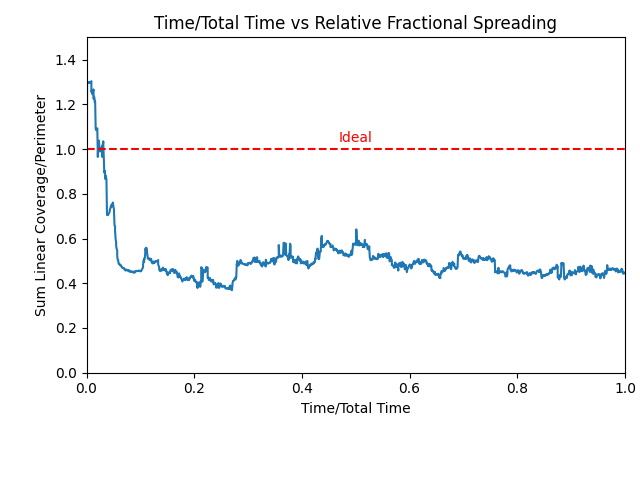 Time/Total Time vs Relative Fractional Spreading
Sum Linear Coverage/Perimeter
1.4
1.2
1.0
0.8
0.6
0.4
0.2
0.0
Ideal
0.0 0.2 0.4 0.6 0.8 1.0
Time/Total Time